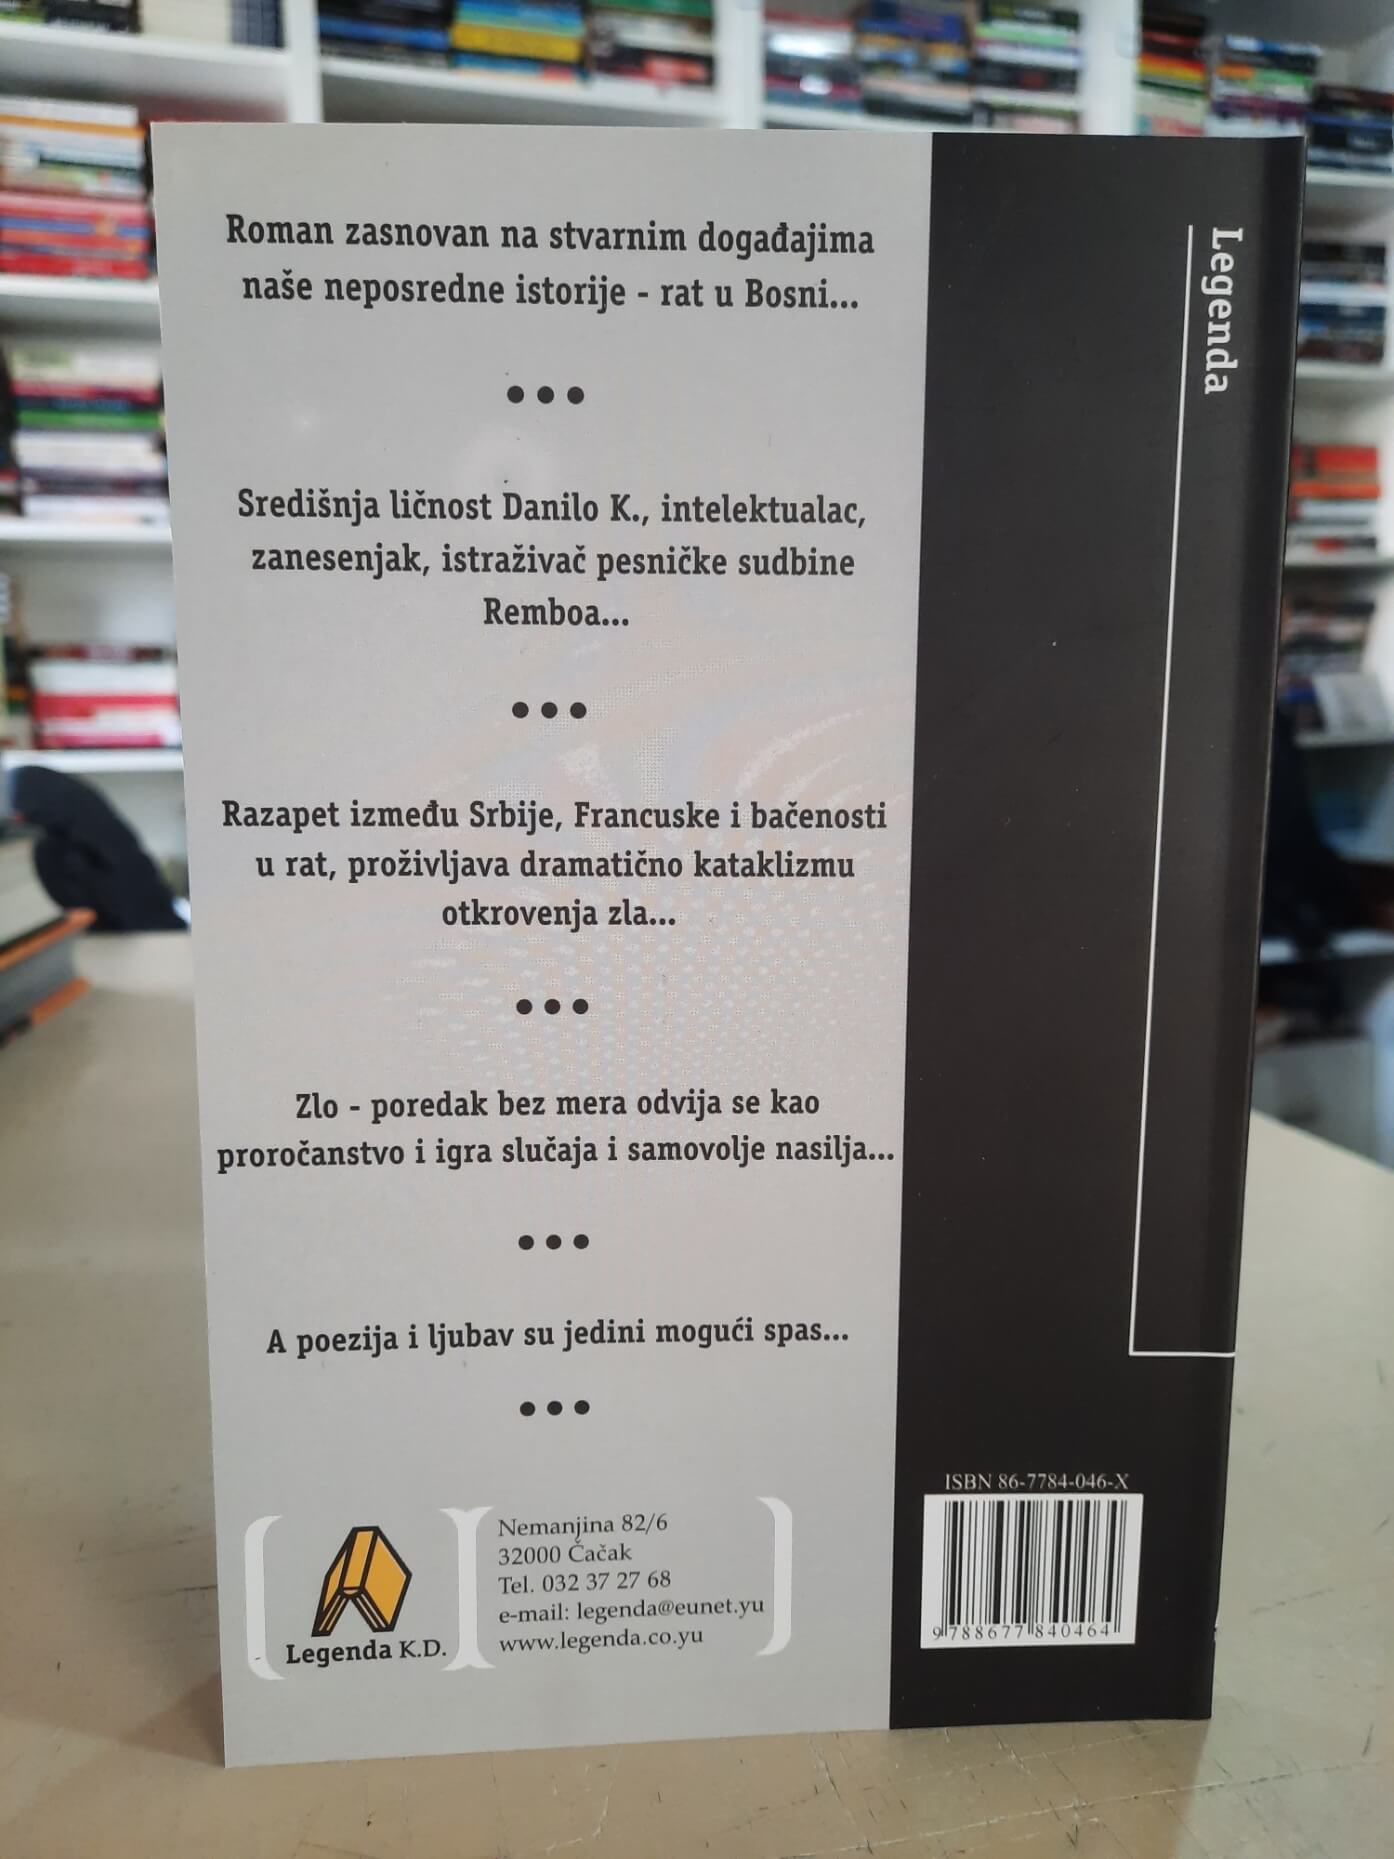 Roman zasnovan na stvarnim događajima
naše neposredne istorije - rat u Bosni...
Središnja ličnost Danilo K., intelektualac,
zanesenjak, istraživač pesničke sudbine
Remboa...
Razapet između Srbije, Francuske i bačenosti
u rat, proživljava dramatično kataklizmu
otkrovenja zla...
Zlo - poredak bez mera odvija se kao
proročanstvo i igra slučaja i samovolje nasilja...
A poezija i ljubav su jedini mogući spas...
Legenda K.D.
Nemanjina 82/6
32000 Čačak
Tel. 032 37 27 68
e-mail: legenda@eunet.yu
www.legenda.co.yu
Legenda
ISBN 86-7784-046-X
9788677840464